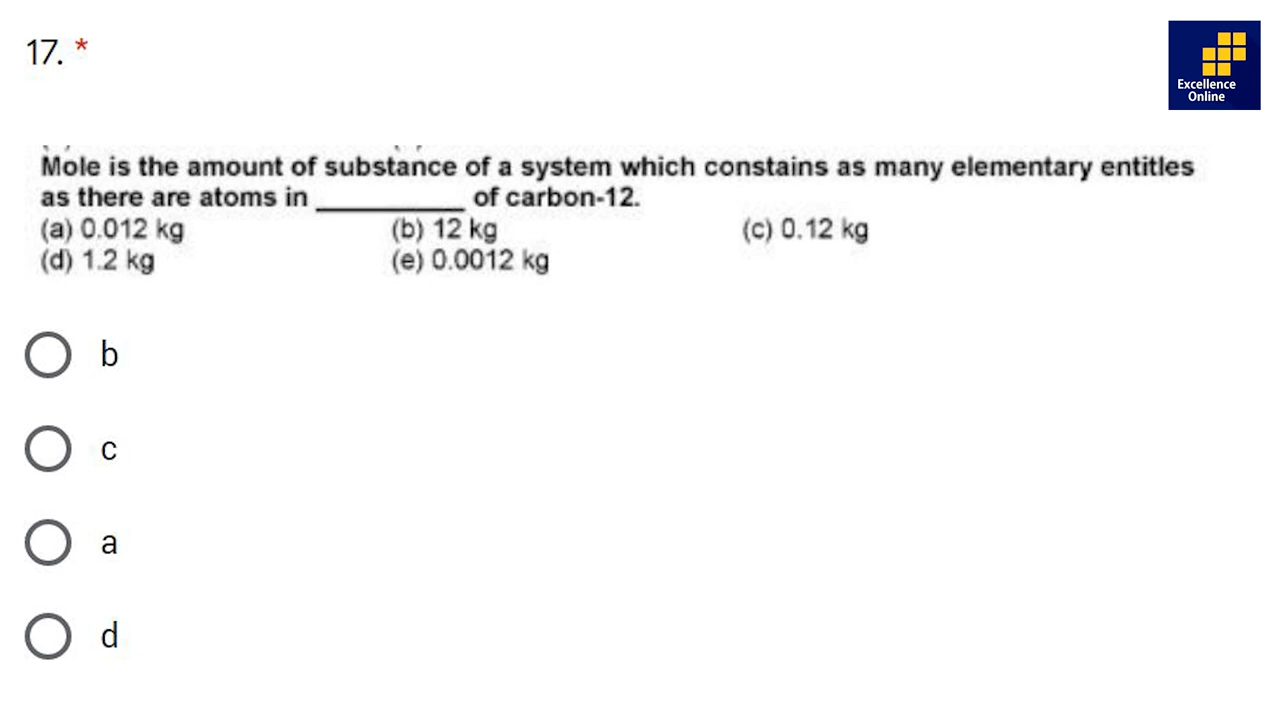 17. *
Excellence
Online
Mole is the amount of substance of a system which constains as many elementary entitles
as there are atoms in __________ of carbon-12.
(a) 0.012 kg (b) 12 kg (c) 0.12 kg
(d) 1.2 kg (e) 0.0012 kg
b
c
a
d